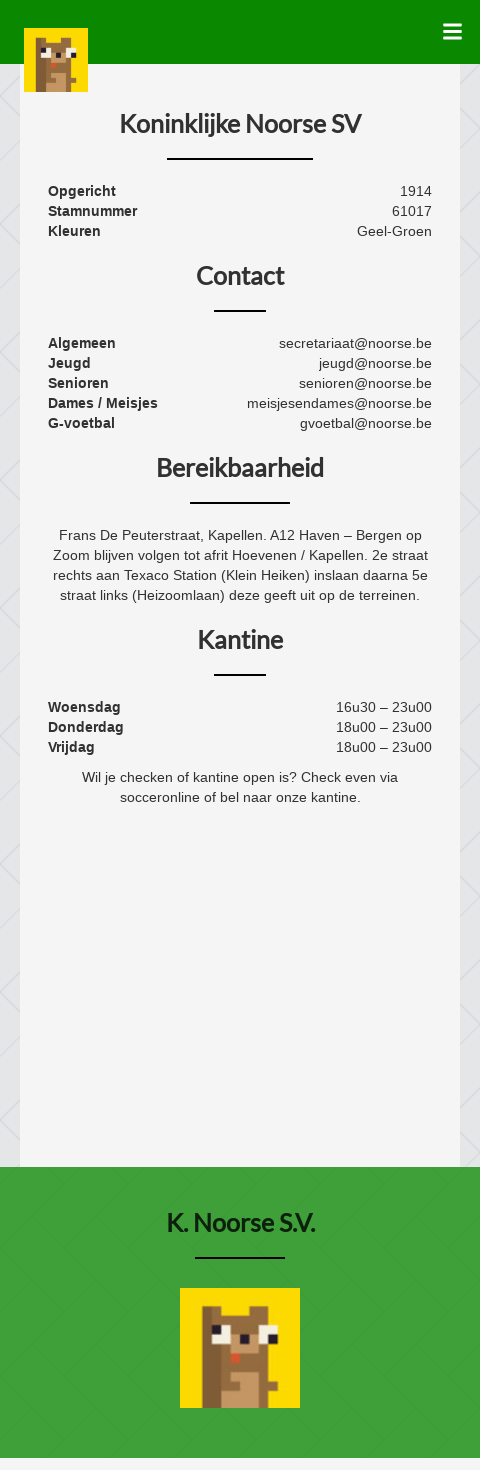 Koninklijke Noorse SV
Opgericht 1914
Stamnummer 61017
Kleuren Geel-Groen
Contact
Algemeen secretariaat@noorse.be
Jeugd jeugd@noorse.be
Senioren senioren@noorse.be
Dames / Meisjes meisjesendames@noorse.be
G-voetbal gvoetbal@noorse.be
Bereikbaarheid
Frans De Peuterstraat, Kapellen. A12 Haven – Bergen op
Zoom blijven volgen tot afrit Hoevenen / Kapellen. 2e straat
rechts aan Texaco Station (Klein Heiken) inslaan daarna 5e
straat links (Heizoomlaan) deze geeft uit op de terreinen.
Kantine
Woensdag 16u30 – 23u00
Donderdag 18u00 – 23u00
Vrijdag 18u00 – 23u00
Wil je checken of kantine open is? Check even via
socceronline of bel naar onze kantine.
K. Noorse S.V.